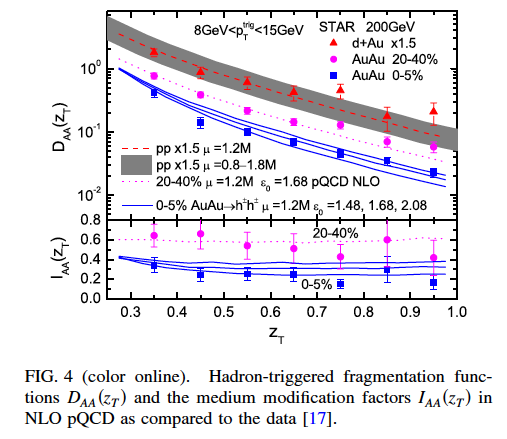 8GeV<p_T^trig<15GeV STAR 200GeV
d+Au x1.5
AuAu 20-40%
AuAu 0-5%
D_AA(z_T)
10^0
10^-1
10^-2
pp x1.5 μ =1.2M
pp x1.5 μ=0.8–1.8M
20-40% μ =1.2M ε_0 =1.68 pQCD NLO
0-5% AuAu→h^±h^± μ =1.2M ε_0 =1.48, 1.68, 2.08
I_AA(z_T)
0.8
0.6
0.4
0.2
0.0
20-40%
0-5%
0.3 0.4 0.5 0.6 0.7 0.8 0.9 1.0
z_T
FIG. 4 (color online). Hadron-triggered fragmentation func-
tions D_AA(z_T) and the medium modification factors I_AA(z_T) in
NLO pQCD as compared to the data [17].